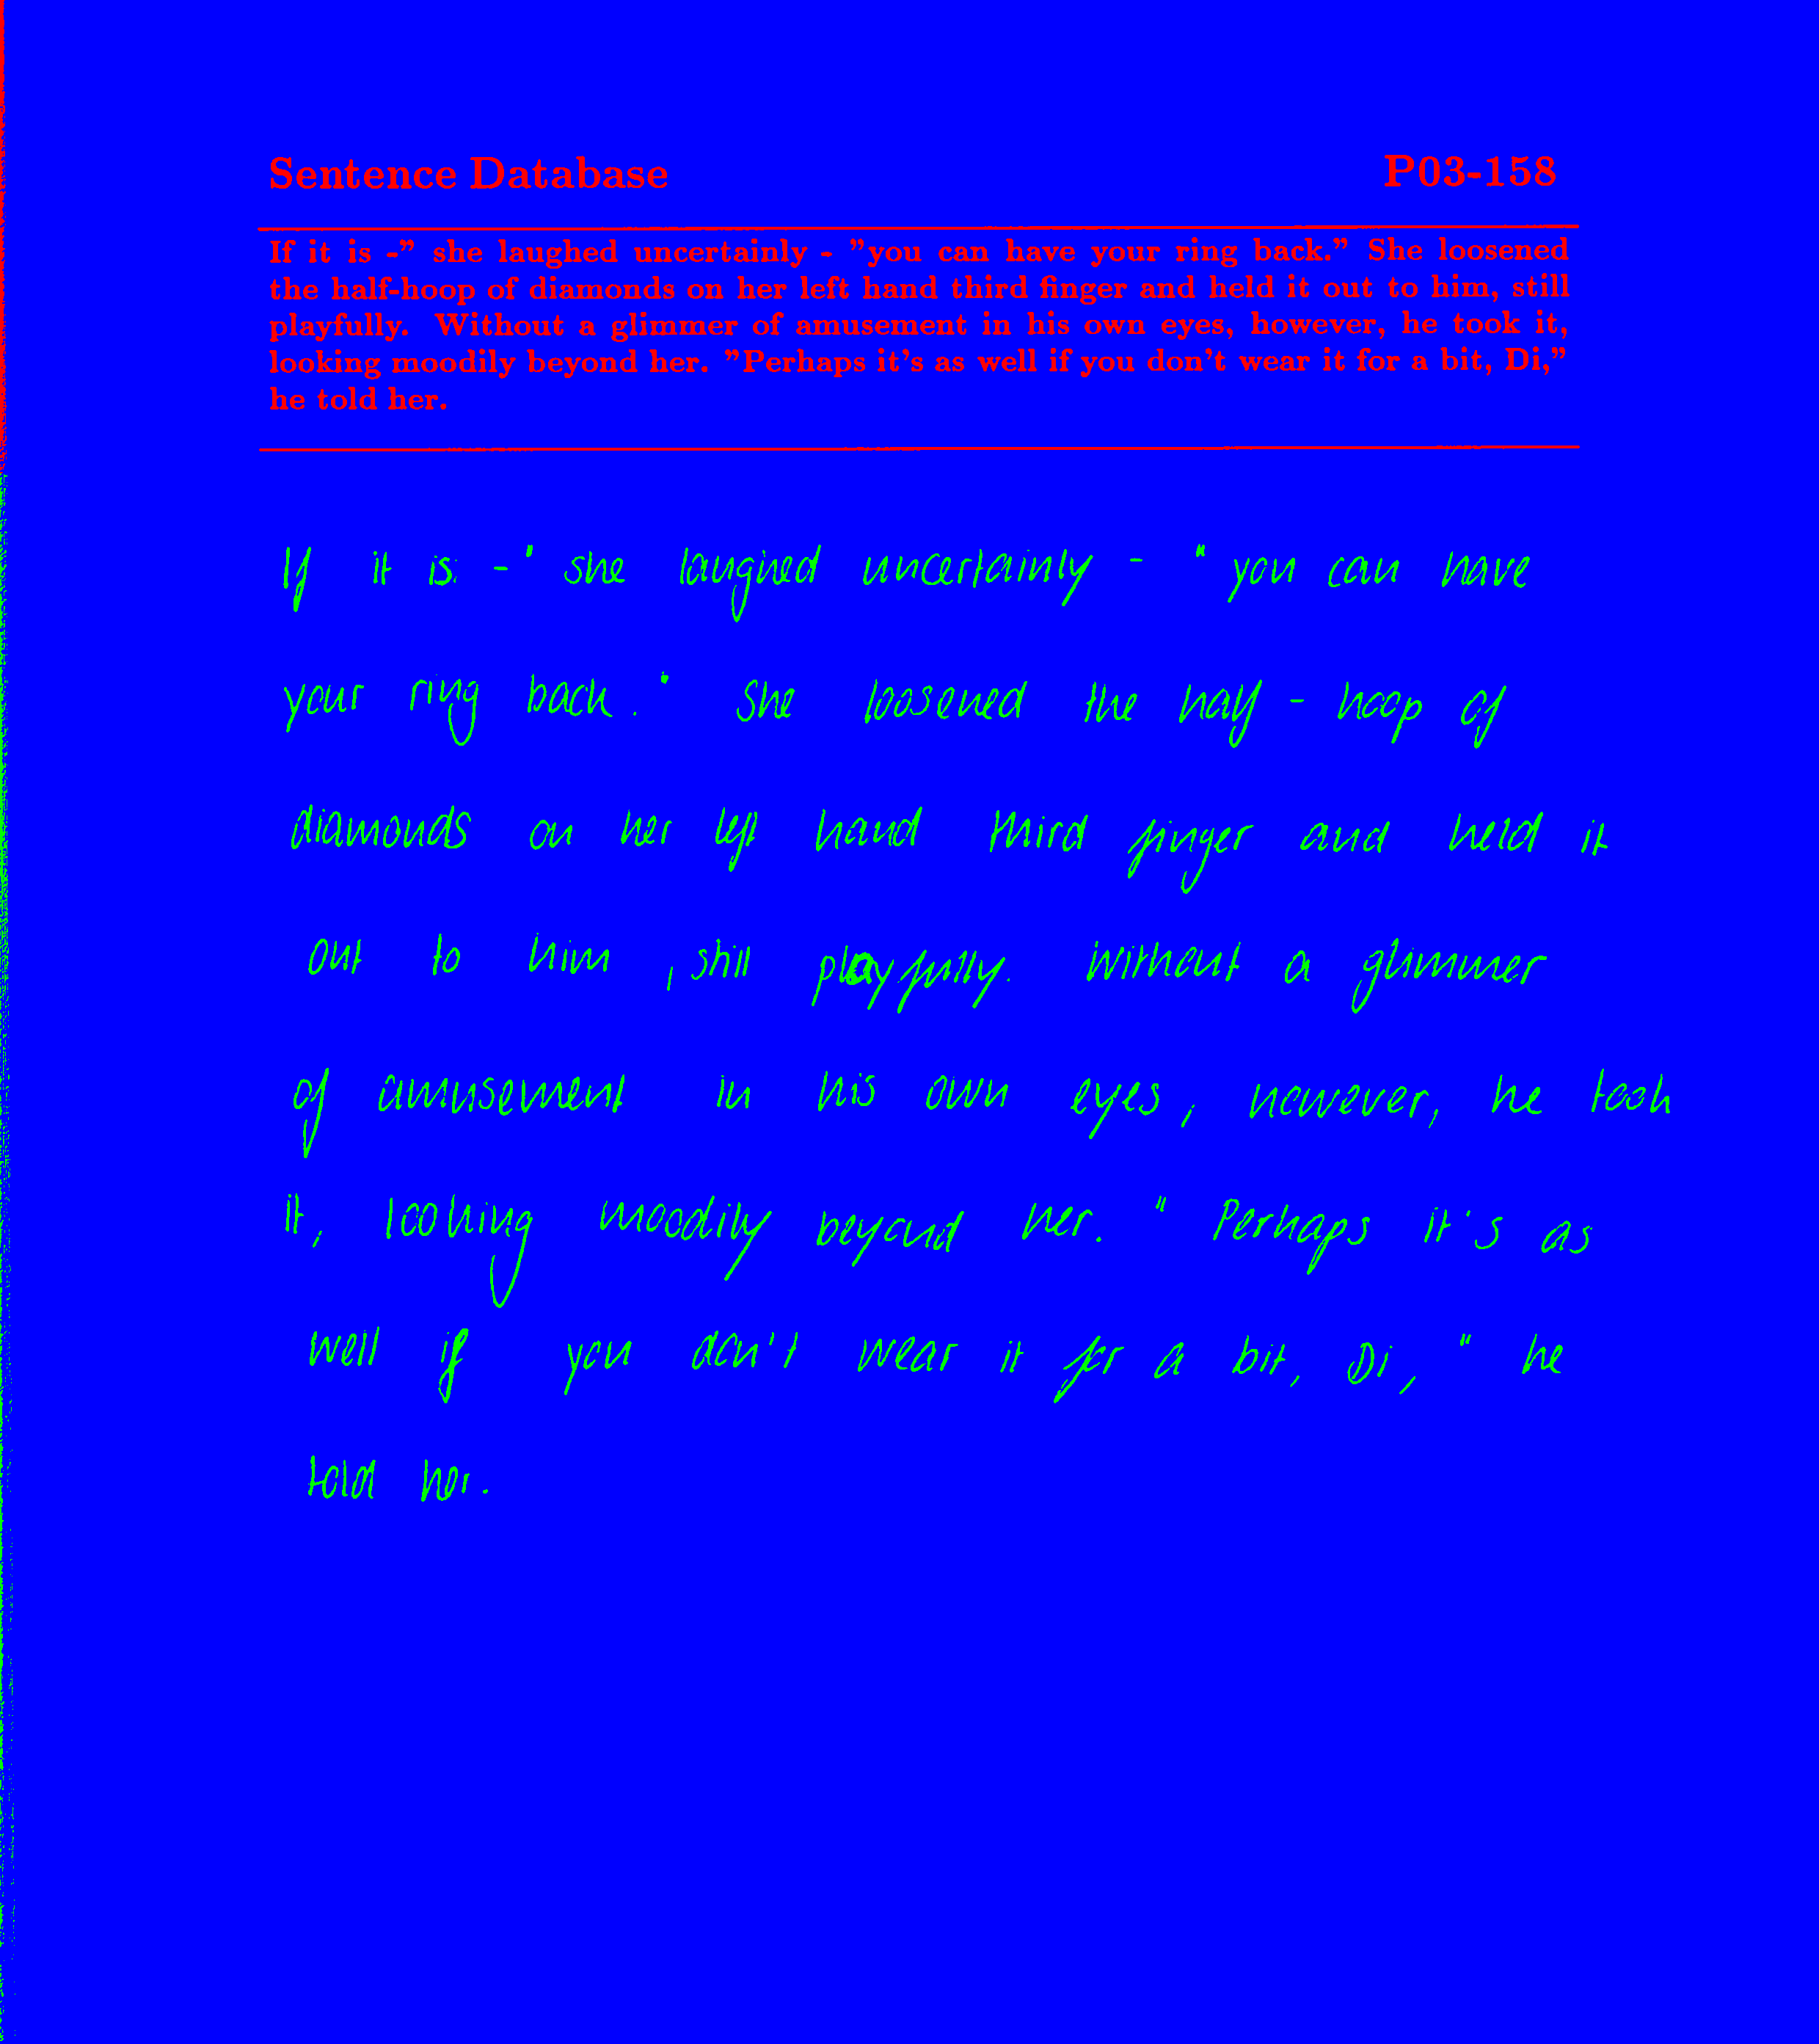 Sentence Database P03-158
If it is -" she laughed uncertainly - "you can have your ring back." She loosened
the half-hoop of diamonds on her left hand third finger and held it out to him, still
playfully. Without a glimmer of amusement in his own eyes, however, he took it,
looking moodily beyond her. "Perhaps it's as well if you don't wear it for a bit, Di,"
he told her.
If it is - " she laughed uncertainly - " you can have
your ring back. " She loosened the half - hoop of
diamonds on her left hand third finger and held it
out to him , still playfully. Without a glimmer
of amusement in his own eyes , however, he took
it, looking moodily beyond her. " Perhaps it's as
well if you don't wear it for a bit, Di, " he
told her.